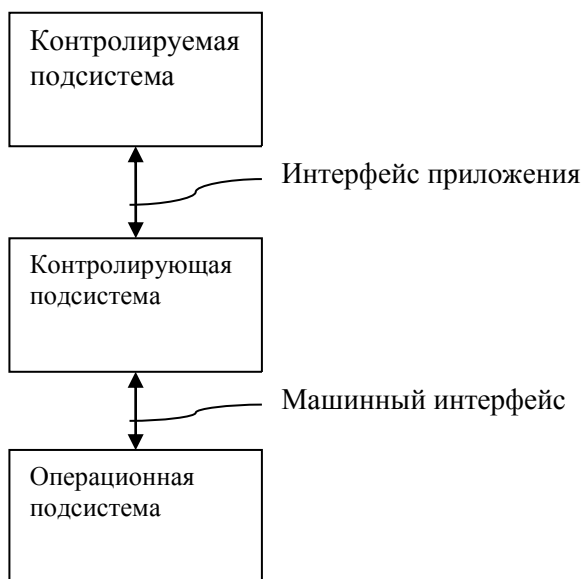 Контролируемая
подсистема
Интерфейс приложения
Контролирующая
подсистема
Машинный интерфейс
Операционная
подсистема